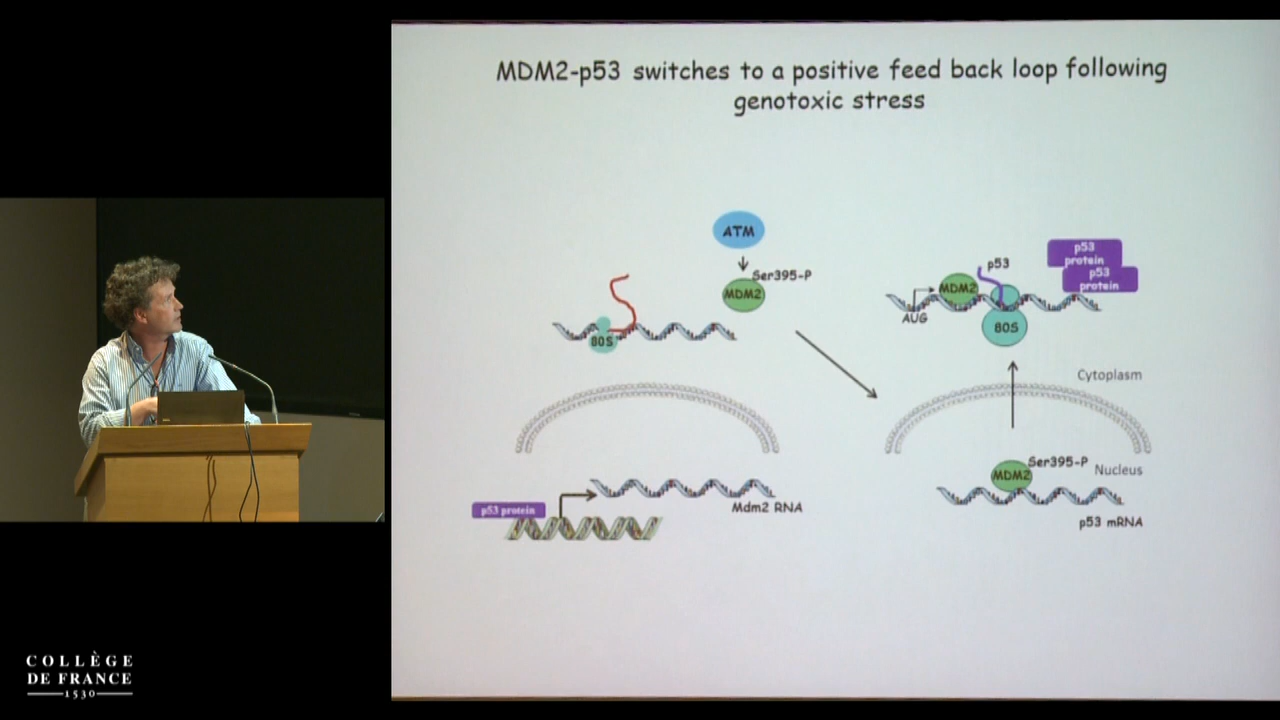 MDM2-p53 switches to a positive feed back loop following
genotoxic stress
ATM
Ser395-P
MDM2
80S
p53 protein
Mdm2 RNA
p53
MDM2
AUG
80S
p53
protein
p53
protein
Cytoplasm
Ser395-P
MDM2
Nucleus
p53 mRNA
COLLÈGE
DE FRANCE
1530